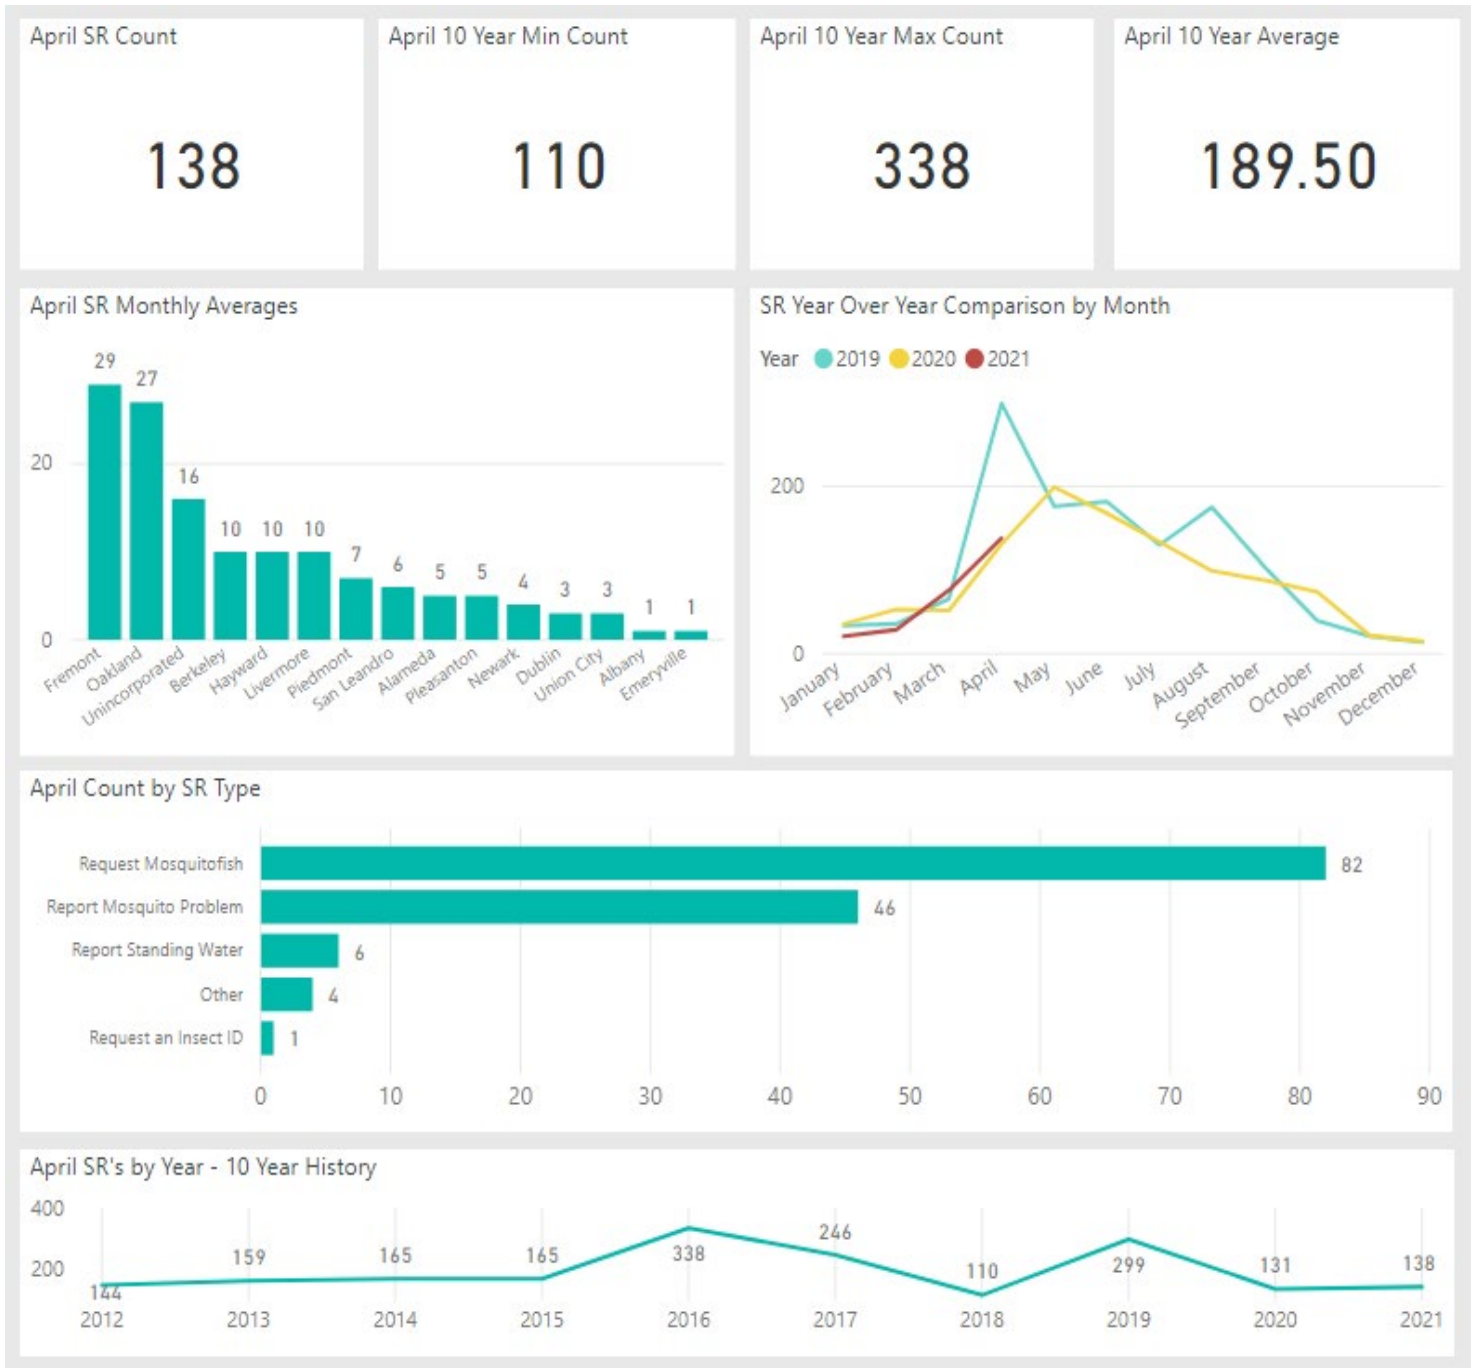 April SR Count
138
April 10 Year Min Count
110
April 10 Year Max Count
338
April 10 Year Average
189.50
April SR Monthly Averages
29
27
16
10 10 10
7
6
5 5
4
3 3
1 1
20
0
Fremont
Oakland
Unincorporated
Berkeley
Hayward
Livermore
Piedmont
San Leandro
Alameda
Pleasanton
Newark
Dublin
Union City
Albany
Emeryville
SR Year Over Year Comparison by Month
Year 2019 2020 2021
200
0
January
February
March
April
May
June
July
August
September
October
November
December
April Count by SR Type
Request Mosquitofish 82
Report Mosquito Problem 46
Report Standing Water 6
Other 4
Request an Insect ID 1
0 10 20 30 40 50 60 70 80 90
April SR's by Year - 10 Year History
400
200
144 159 165 165 338 246 110 299 131 138
2012 2013 2014 2015 2016 2017 2018 2019 2020 2021